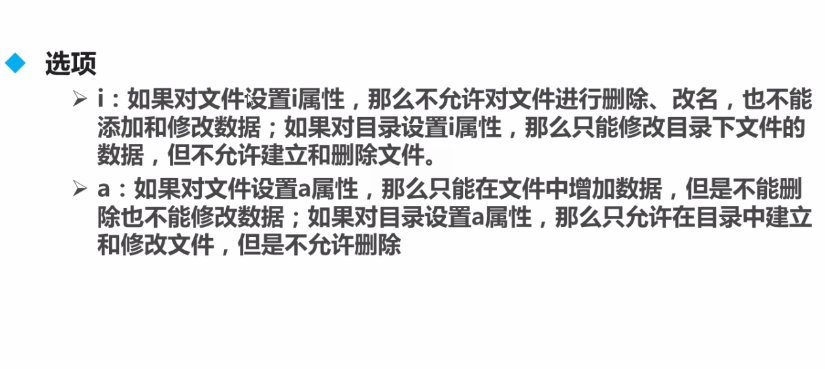 选项
i：如果对文件设置i属性，那么不允许对文件进行删除、改名，也不能
添加和修改数据；如果对目录设置i属性，那么只能修改目录下文件的
数据，但不允许建立和删除文件。
a：如果对文件设置a属性，那么只能在文件中增加数据，但是不能删
除也不能修改数据；如果对目录设置a属性，那么只允许在目录中建立
和修改文件，但是不允许删除